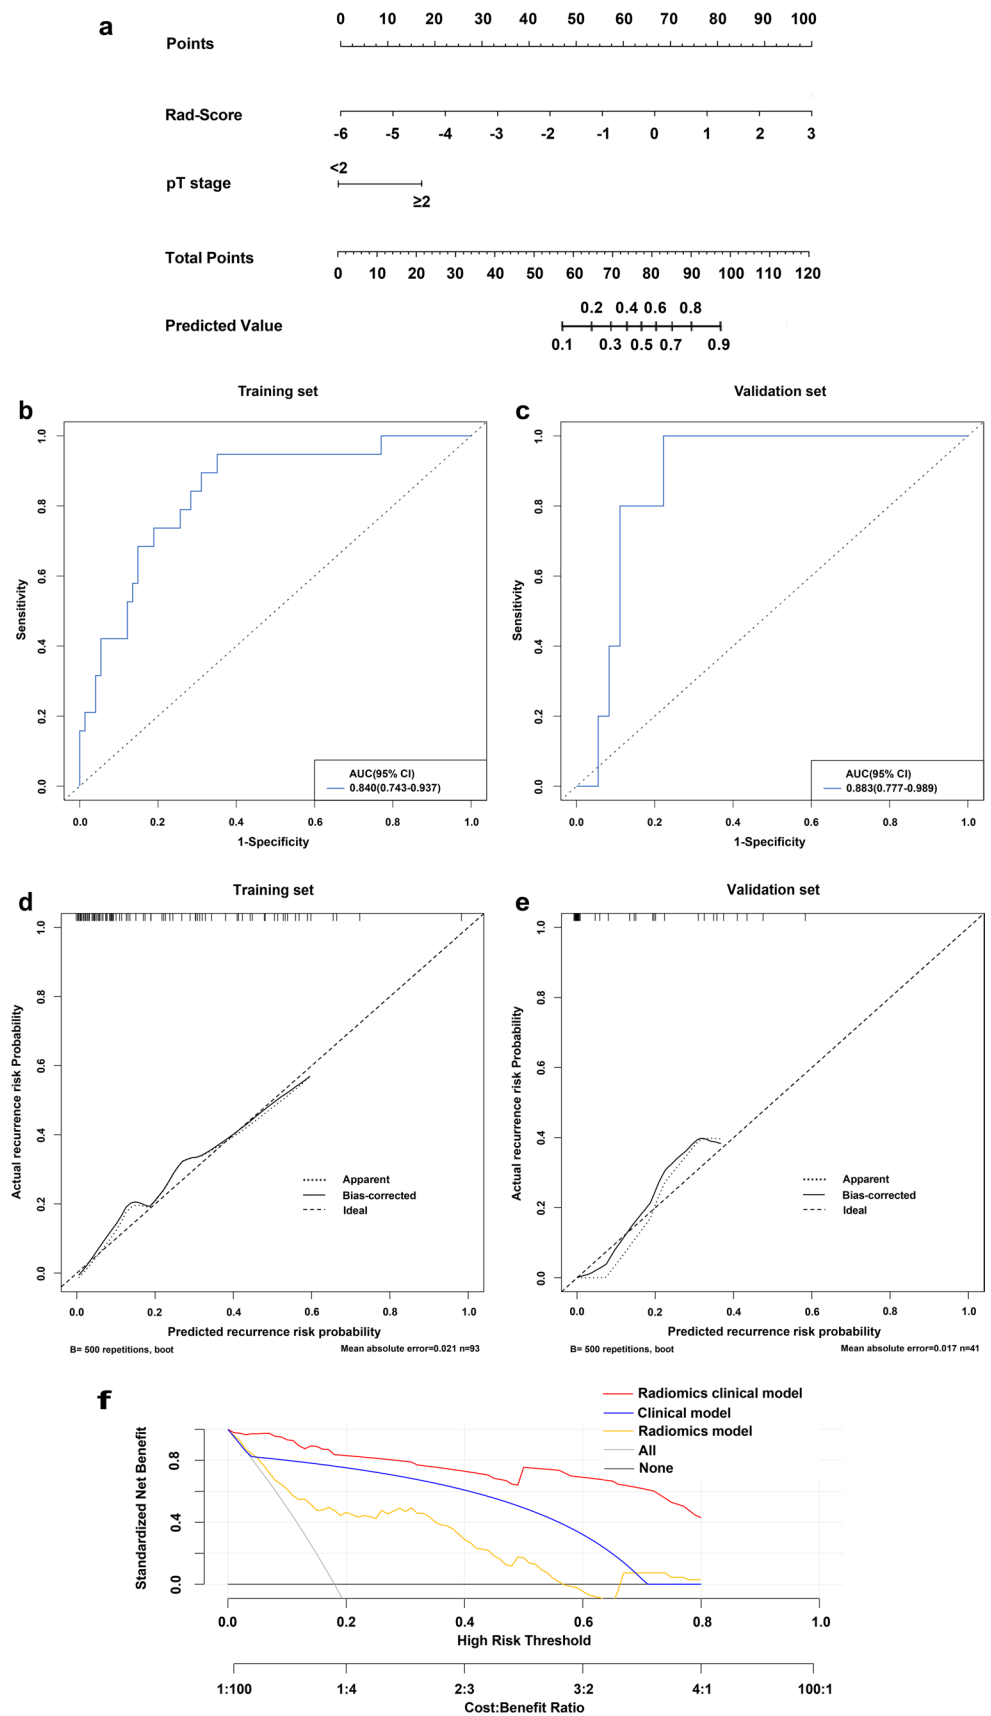 a
0 10 20 30 40 50 60 70 80 90 100
Points
Rad-Score
-6 -5 -4 -3 -2 -1 0 1 2 3
<2
pT stage
≥2
Total Points
0 10 20 30 40 50 60 70 80 90 100 110 120
0.2 0.4 0.6 0.8
Predicted Value
0.1 0.3 0.5 0.7 0.9
b
Training set
Sensitivity
1.0
0.8
0.6
0.4
0.2
0.0
AUC(95% CI)
0.840(0.743-0.937)
0.0 0.2 0.4 0.6 0.8 1.0
1-Specificity
c
Validation set
Sensitivity
1.0
0.8
0.6
0.4
0.2
0.0
AUC(95% CI)
0.883(0.777-0.989)
0.0 0.2 0.4 0.6 0.8 1.0
1-Specificity
d
Training set
Actual recurrence risk Probability
1.0
0.8
0.6
0.4
0.2
0.0
Apparent
Bias-corrected
Ideal
0.0 0.2 0.4 0.6 0.8 1.0
Predicted recurrence risk probability
B= 500 repetitions, boot
Mean absolute error=0.021 n=93
e
Validation set
Actual recurrence risk Probability
1.0
0.8
0.6
0.4
0.2
0.0
Apparent
Bias-corrected
Ideal
0.0 0.2 0.4 0.6 0.8 1.0
Predicted recurrence risk probability
B= 500 repetitions, boot
Mean absolute error=0.017 n=41
f
Radiomics clinical model
Clinical model
Radiomics model
All
None
Standardized Net Benefit
0.8
0.4
0.0
0.0 0.2 0.4 0.6 0.8 1.0
High Risk Threshold
1:100 1:4 2:3 3:2 4:1 100:1
Cost:Benefit Ratio